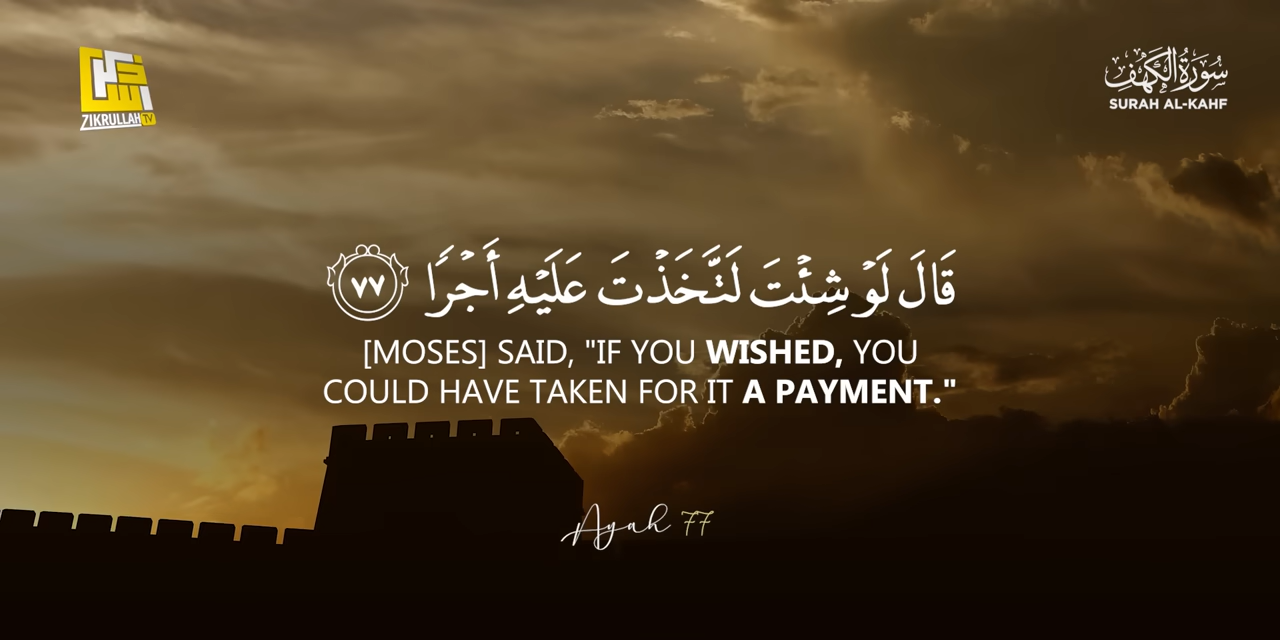 ZIKRULLAH TV
سُورَةُ الْكَهْفِ
SURAH AL-KAHF
قَالَ لَوْ شِئْتَ لَتَّخَذْتَ عَلَيْهِ أَجْرًا ٧٧
[MOSES] SAID, "IF YOU WISHED, YOU
COULD HAVE TAKEN FOR IT A PAYMENT."
Ayah 77